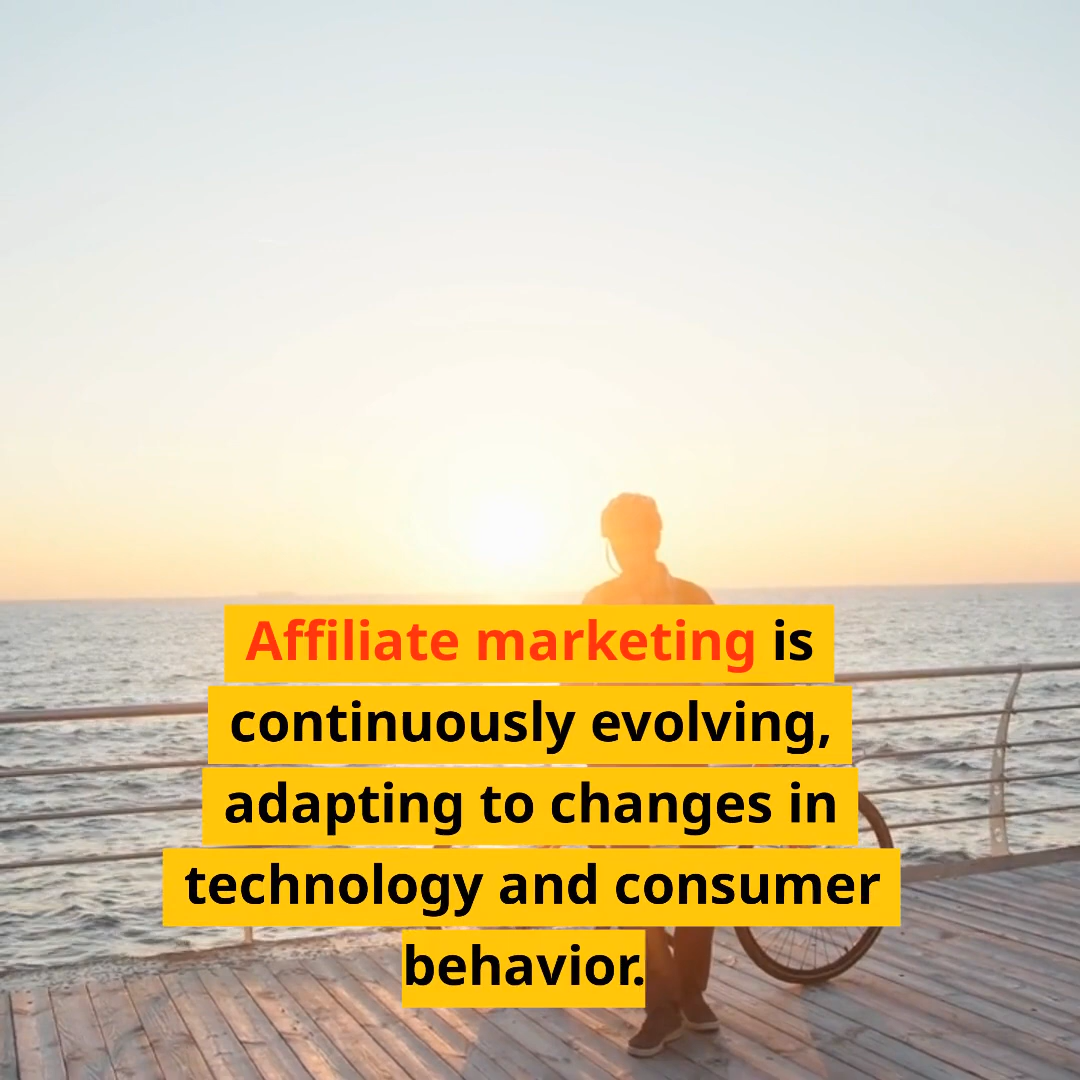 Affiliate marketing is
continuously evolving,
adapting to changes in
technology and consumer
behavior.